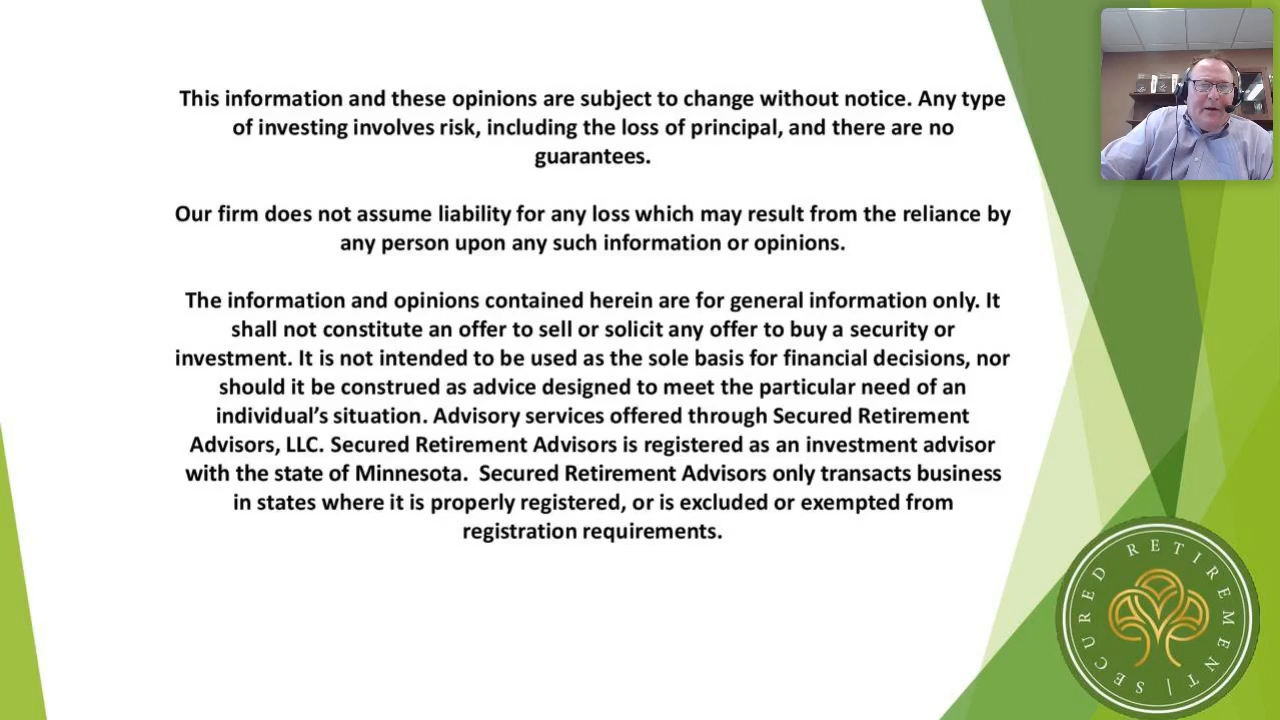 This information and these opinions are subject to change without notice. Any type
of investing involves risk, including the loss of principal, and there are no
guarantees.
Our firm does not assume liability for any loss which may result from the reliance by
any person upon any such information or opinions.
The information and opinions contained herein are for general information only. It
shall not constitute an offer to sell or solicit any offer to buy a security or
investment. It is not intended to be used as the sole basis for financial decisions, nor
should it be construed as advice designed to meet the particular need of an
individual’s situation. Advisory services offered through Secured Retirement
Advisors, LLC. Secured Retirement Advisors is registered as an investment advisor
with the state of Minnesota.  Secured Retirement Advisors only transacts business
in states where it is properly registered, or is excluded or exempted from
registration requirements.
SECURED RETIREMENT |